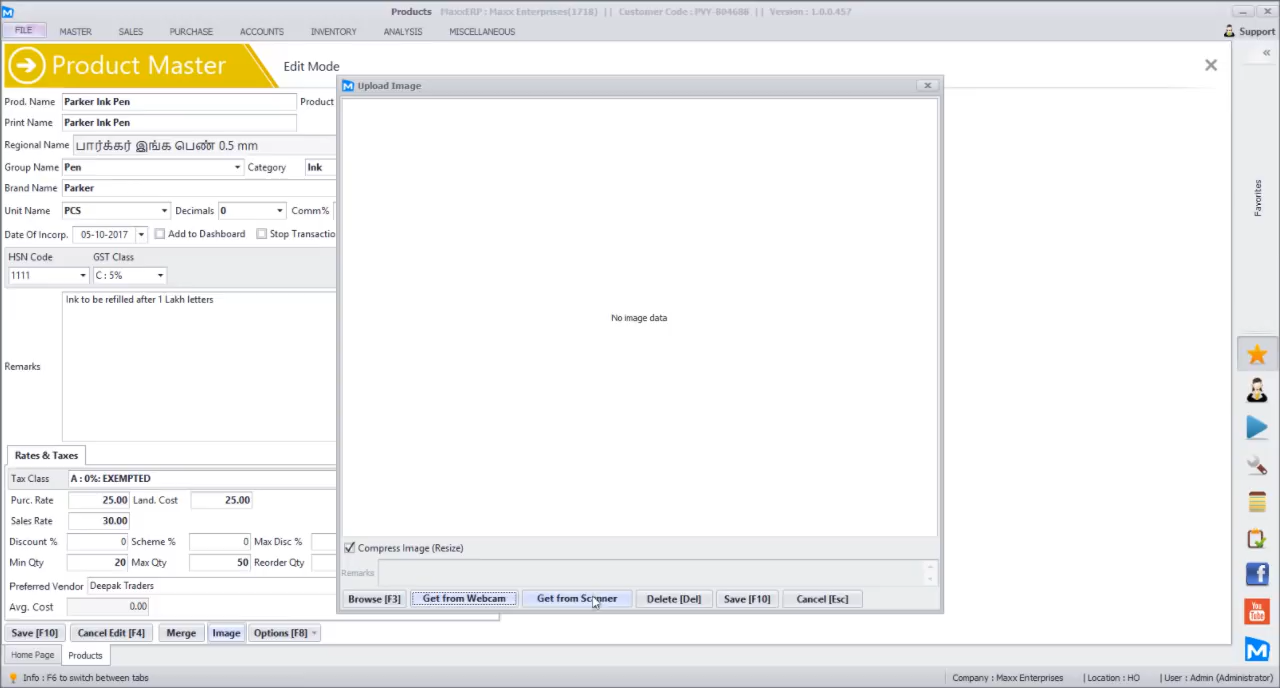 Products MaxxERP : Maxx Enterprises(1718) || Customer Code : PVY-B04680 || Version : 1.0.0.457
FILE MASTER SALES PURCHASE ACCOUNTS INVENTORY ANALYSIS MISCELLANEOUS Support
Product Master Edit Mode
Upload Image
Prod. Name Parker Ink Pen Product
Print Name Parker Ink Pen
Regional Name பார்க்கர் இங்க பெண் 0.5 mm
Group Name Pen Category Ink
Brand Name Parker
Unit Name PCS Decimals 0 Comm%
Date Of Incorp. 05-10-2017 Add to Dashboard Stop Transactio
HSN Code GST Class
1111 C : 5%
Ink to be refilled after 1 Lakh letters
Remarks
No image data
Favorites
Rates & Taxes
Tax Class A : 0%: EXEMPTED
Purc. Rate 25.00 Land. Cost 25.00
Sales Rate 30.00
Discount % 0 Scheme % 0 Max Disc %
Min Qty 20 Max Qty 50 Reorder Qty
Preferred Vendor Deepak Traders
Avg. Cost 0.00
Compress Image (Resize)
Remarks
Browse [F3] Get from Webcam Get from Scanner Delete [Del] Save [F10] Cancel [Esc]
Save [F10] Cancel Edit [F4] Merge Image Options [F8]
Home Page Products
Info : F6 to switch between tabs Company : Maxx Enterprises | Location : HO | User : Admin (Administrator)
You
Tube